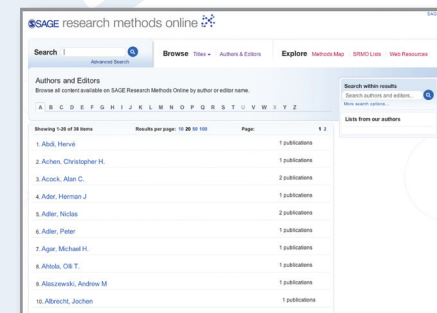 SAGE research methods online
Search
Advanced Search
Browse Titles Authors & Editors
Explore Methods Map SRMO Lists Web Resources
Authors and Editors
Browse all content available on SAGE Research Methods Online by author or editor name.
A B C D E F G H I J K L M N O P Q R S T U V W X Y Z
Showing 1-20 of 38 items Results per page: 10 20 50 100 Page: 1 2
1. Abdi, Hervé 1 publications
2. Achen, Christopher H. 1 publications
3. Acock, Alan C. 2 publications
4. Ader, Herman J 1 publications
5. Adler, Niclas 2 publications
6. Adler, Peter 1 publications
7. Agar, Michael H. 1 publications
8. Ahtola, Olli T. 1 publications
9. Alaszewski, Andrew M 1 publications
10. Albrecht, Jochen 1 publications
Search within results
Search authors and editors...
More search options...
Lists from our authors